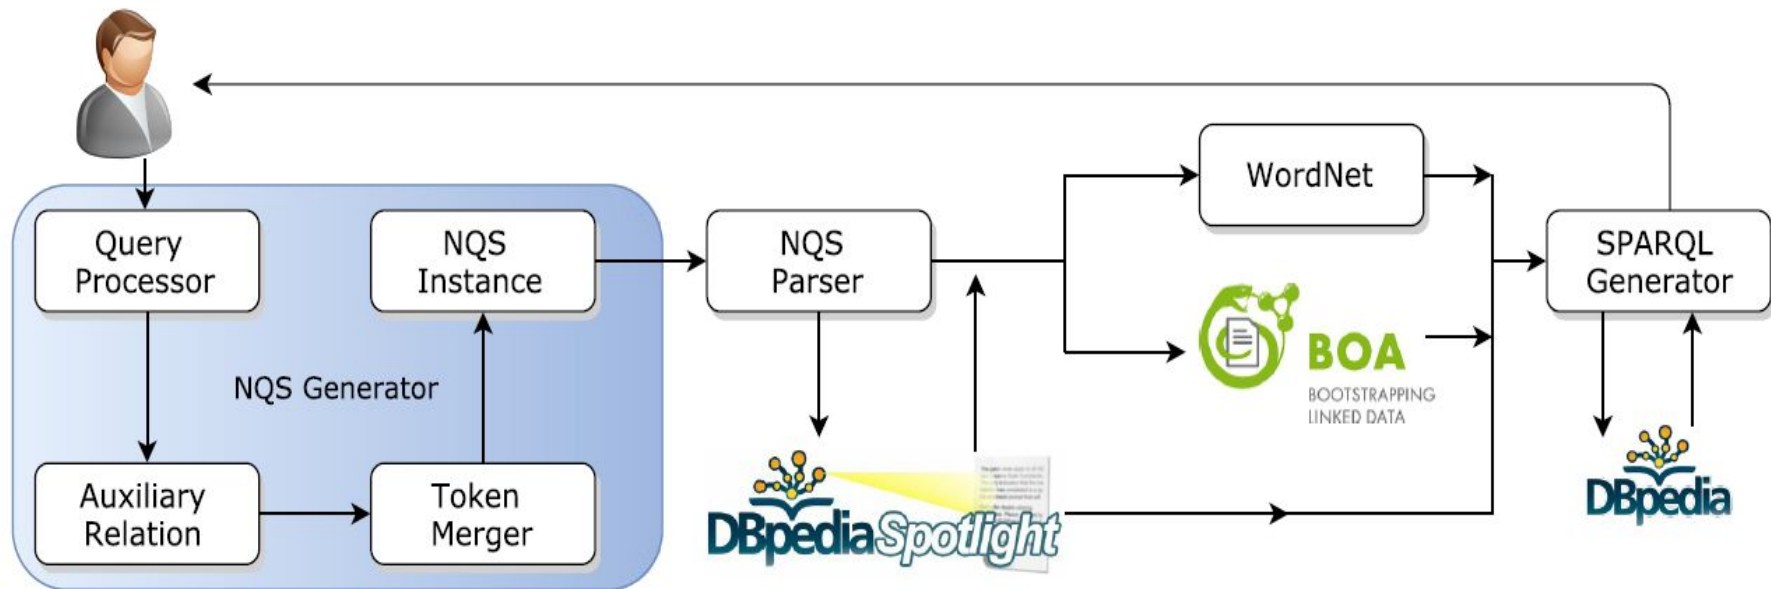 Query
Processor
NQS
Instance
NQS Generator
Auxiliary
Relation
Token
Merger
NQS
Parser
DBpedia Spotlight
WordNet
BOA
BOOTSTRAPPING
LINKED DATA
SPARQL
Generator
DBpedia